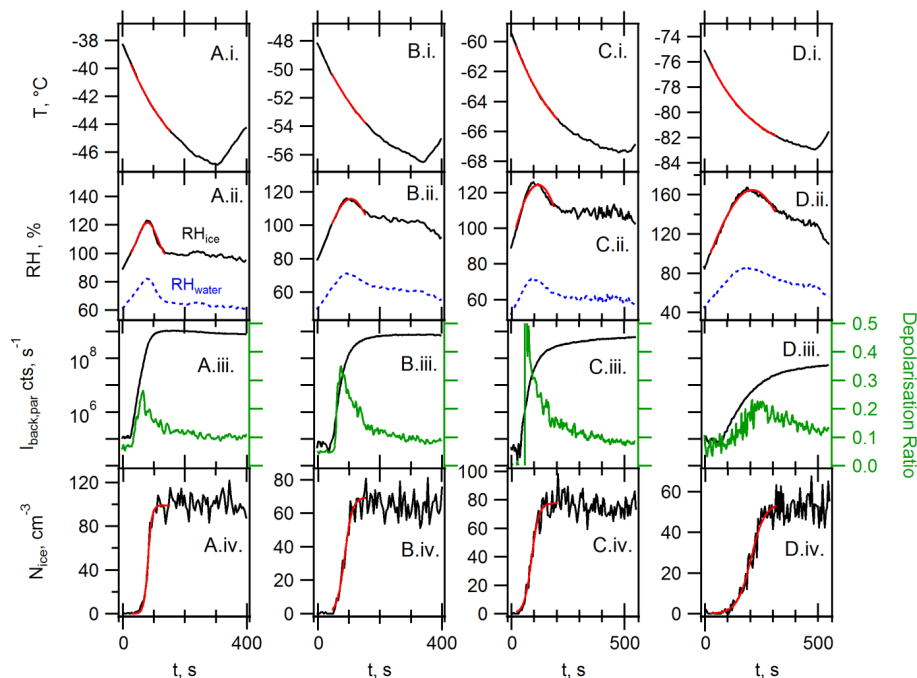 -38
-40
-42
-44
-46
T, °C
A.i.
-48
-50
-52
-54
-56
B.i.
-60
-62
-64
-66
-68
C.i.
-74
-76
-78
-80
-82
-84
D.i.
140
120
100
80
60
RH, %
A.ii.
RHice
RHwater
120
100
80
60
B.ii.
120
100
80
60
C.ii.
160
120
80
40
D.ii.
10^8
10^6
Iback,par cts, s^-1
A.iii.
B.iii.
C.iii.
D.iii.
0.5
0.4
0.3
0.2
0.1
0.0
Depolarisation Ratio
120
80
40
0
Nice, cm^-3
A.iv.
80
60
40
20
0
B.iv.
100
80
60
40
20
0
C.iv.
60
40
20
0
D.iv.
0 200 400
0 200 400
0 500
0 500
t, s
t, s
t, s
t, s